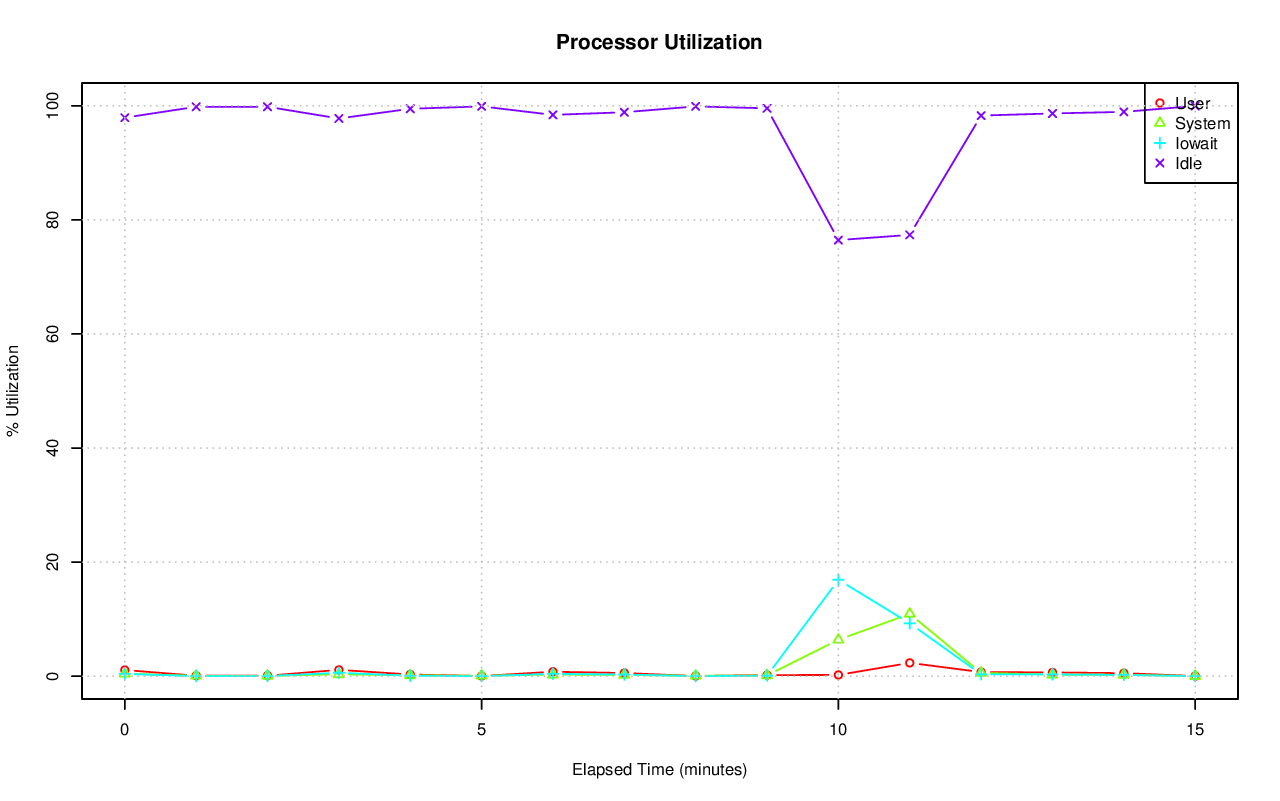 Processor Utilization
% Utilization
100
80
60
40
20
0
User
System
Iowait
Idle
0 5 10 15
Elapsed Time (minutes)